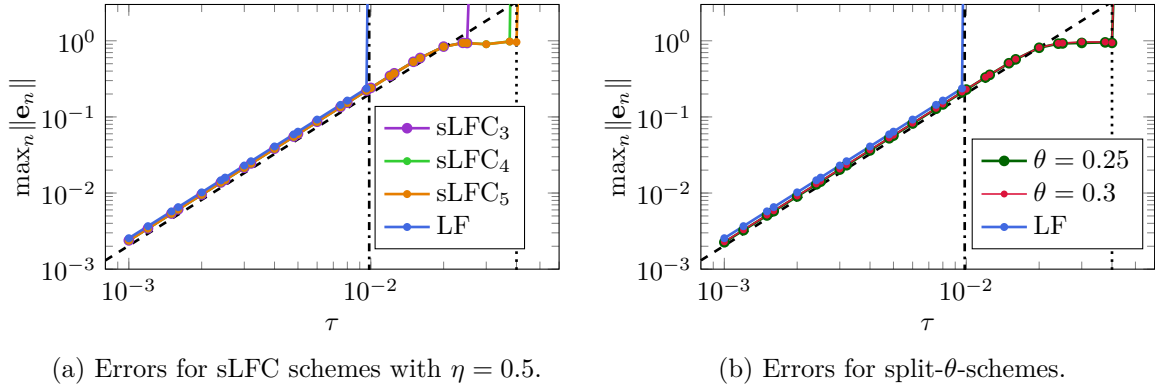 10^0
10^{-1}
10^{-2}
10^{-3}
max_n ||e_n||
10^{-3}
10^{-2}
τ
sLFC_3
sLFC_4
sLFC_5
LF
(a) Errors for sLFC schemes with η = 0.5.
10^0
10^{-1}
10^{-2}
10^{-3}
max_n ||e_n||
10^{-3}
10^{-2}
τ
θ = 0.25
θ = 0.3
LF
(b) Errors for split-θ-schemes.